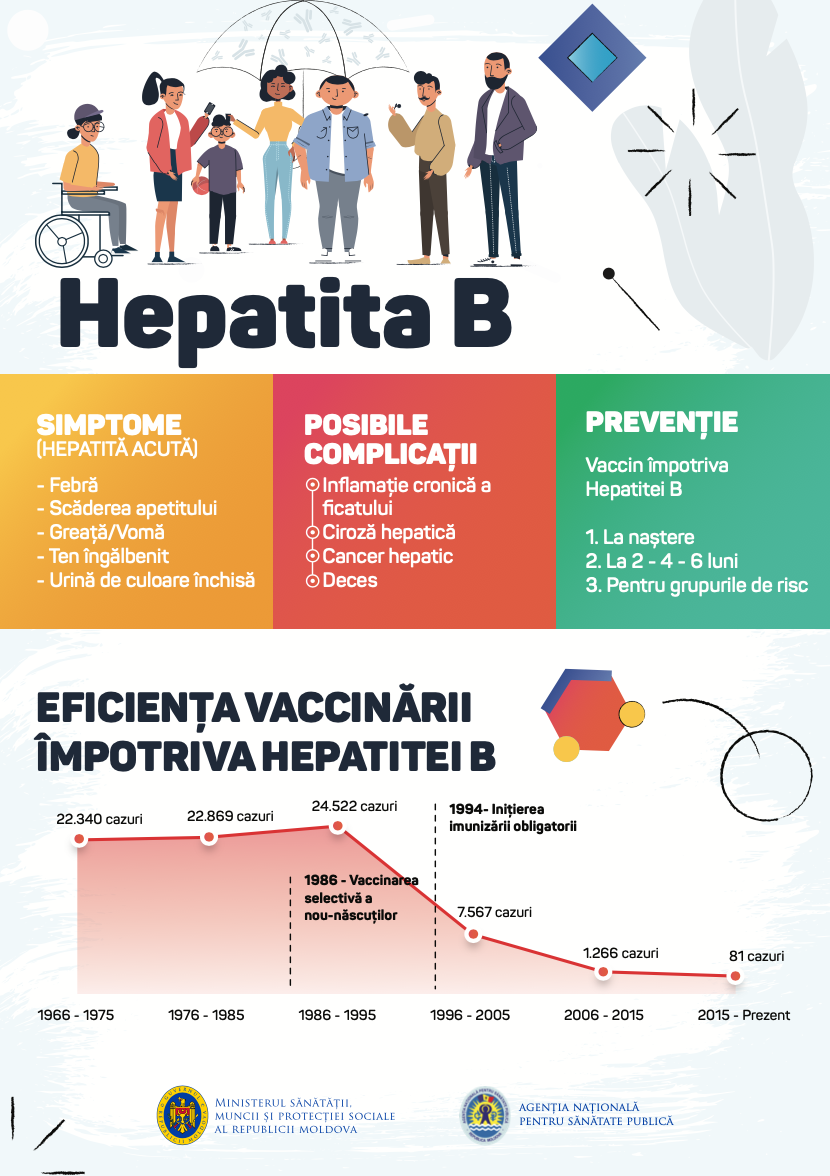 Hepatita B
SIMPTOME
(HEPATITĂ ACUTĂ)
- Febră
- Scăderea apetitului
- Greață/Vomă
- Ten îngălbenit
- Urină de culoare închisă
POSIBILE
COMPLICAȚII
Inflamație cronică a
ficatului
Ciroză hepatică
Cancer hepatic
Deces
PREVENȚIE
Vaccin împotriva
Hepatitei B
1. La naștere
2. La 2 - 4 - 6 luni
3. Pentru grupurile de risc
EFICIENȚA VACCINĂRII
ÎMPOTRIVA HEPATITEI B
22.340 cazuri
22.869 cazuri
24.522 cazuri
1994- Inițierea
imunizării obligatorii
1986 - Vaccinarea
selectivă a
nou-născuților
7.567 cazuri
1.266 cazuri
81 cazuri
1966 - 1975
1976 - 1985
1986 - 1995
1996 - 2005
2006 - 2015
2015 - Prezent
MINISTERUL SĂNĂTĂȚII,
MUNCII ȘI PROTECȚIEI SOCIALE
AL REPUBLICII MOLDOVA
AGENȚIA NAȚIONALĂ
PENTRU SĂNĂTATE PUBLICĂ